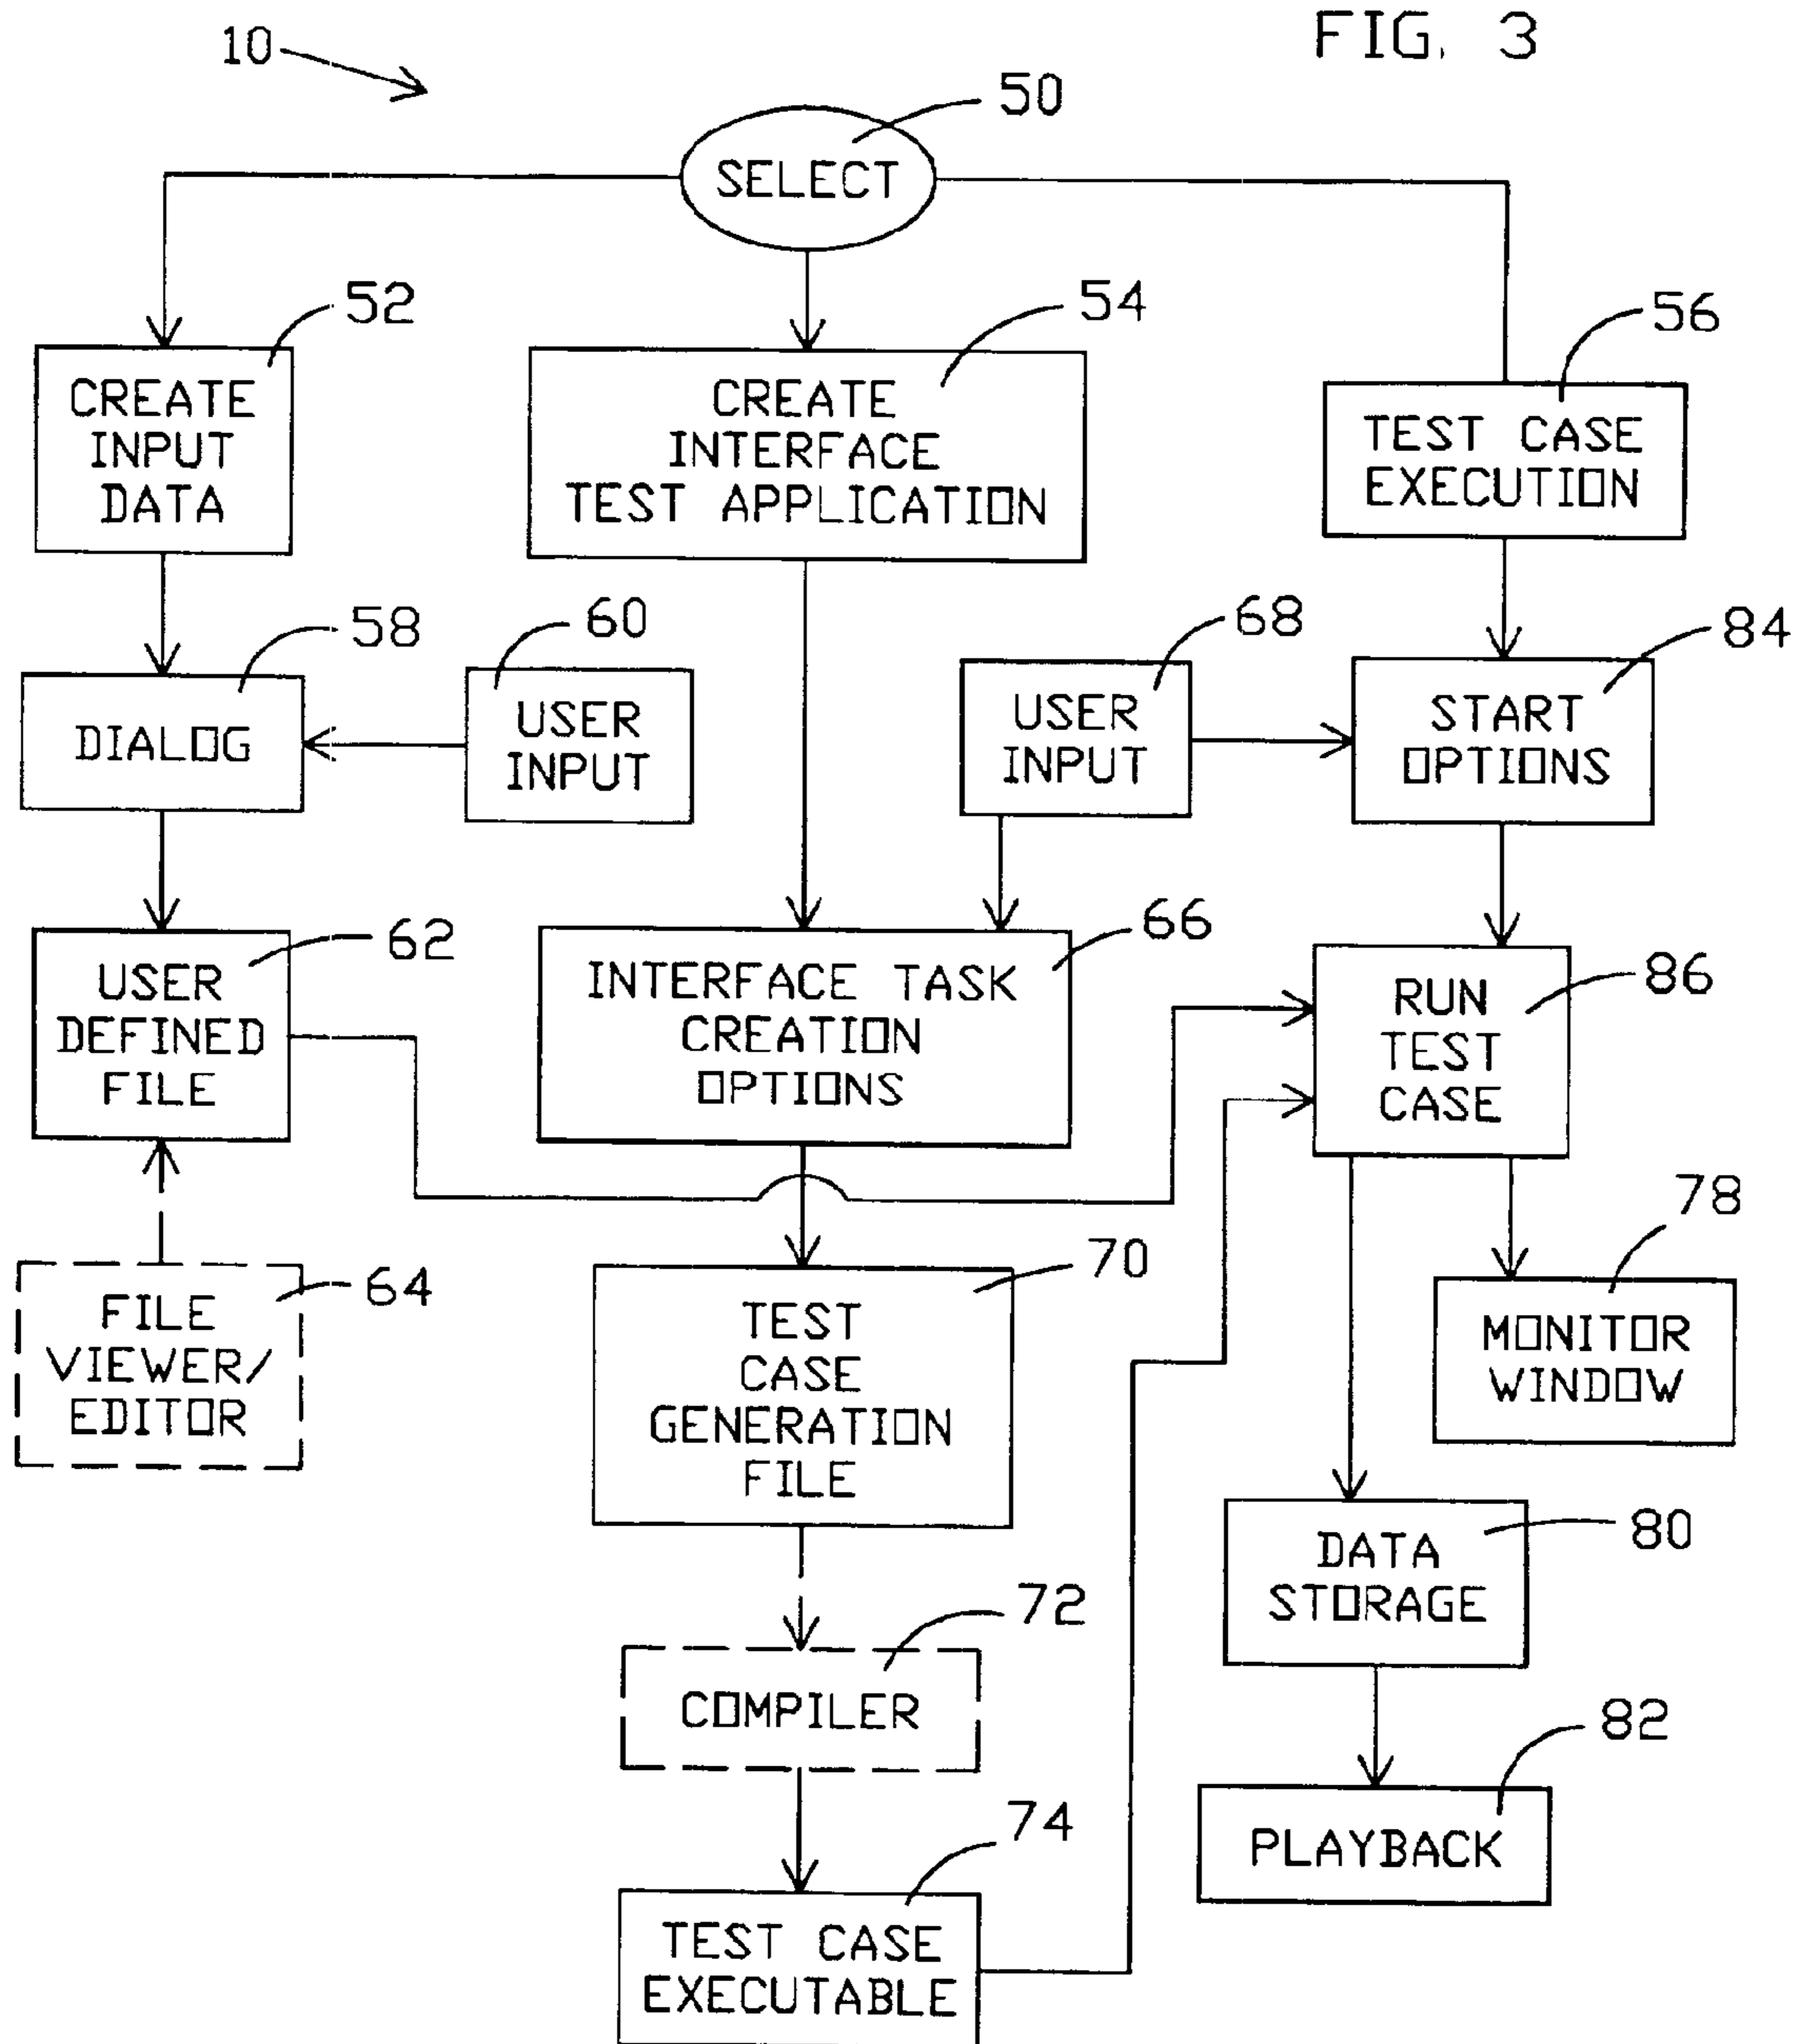 FIG. 3
10
50
SELECT
52
54
56
CREATE
INPUT
DATA
CREATE
INTERFACE
TEST APPLICATION
TEST CASE
EXECUTION
58
60
68
84
DIALOG
USER
INPUT
USER
INPUT
START
OPTIONS
62
66
86
USER
DEFINED
FILE
INTERFACE TASK
CREATION
OPTIONS
RUN
TEST
CASE
64
70
78
FILE
VIEWER/
EDITOR
TEST
CASE
GENERATION
FILE
MONITOR
WINDOW
72
80
COMPILER
DATA
STORAGE
74
82
TEST CASE
EXECUTABLE
PLAYBACK